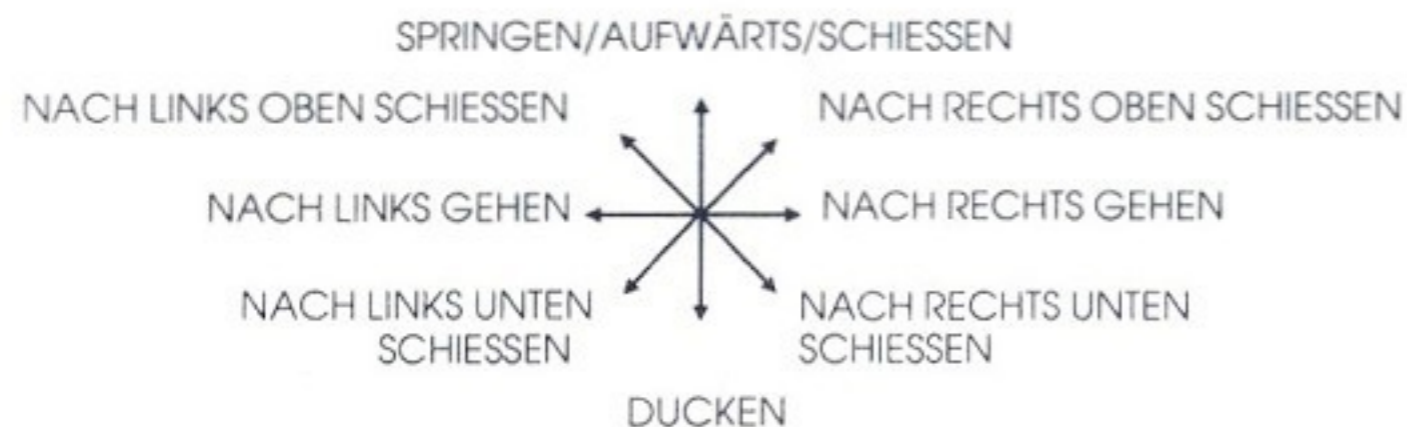 SPRINGEN/AUFWÄRTS/SCHIESSEN
NACH LINKS OBEN SCHIESSEN
NACH RECHTS OBEN SCHIESSEN
NACH LINKS GEHEN
NACH RECHTS GEHEN
NACH LINKS UNTEN
SCHIESSEN
NACH RECHTS UNTEN
SCHIESSEN
DUCKEN